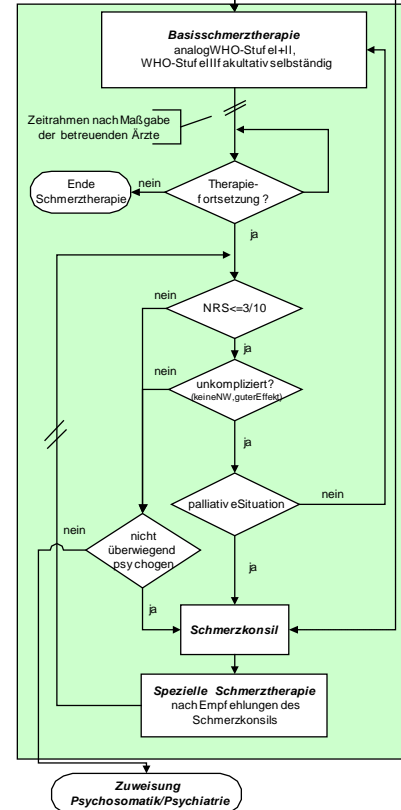 Basisschmerztherapie
analogWHO-StufeI+II,
WHO-StufeIIIfakultativselbständig
Zeitrahmen nach Maßgabe
der betreuenden Ärzte
Ende
Schmerztherapie
nein
Therapie-
fortsetzung ?
ja
nein
NRS<=3/10
ja
nein
unkompliziert?
(keineNW,guterEffekt)
ja
palliativeSituation
nein
nein
nicht
überwiegend
psychogen
ja
ja
Schmerzkonsil
Spezielle Schmerztherapie
nach Empfehlungen des
Schmerzkonsils
Zuweisung
Psychosomatik/Psychiatrie